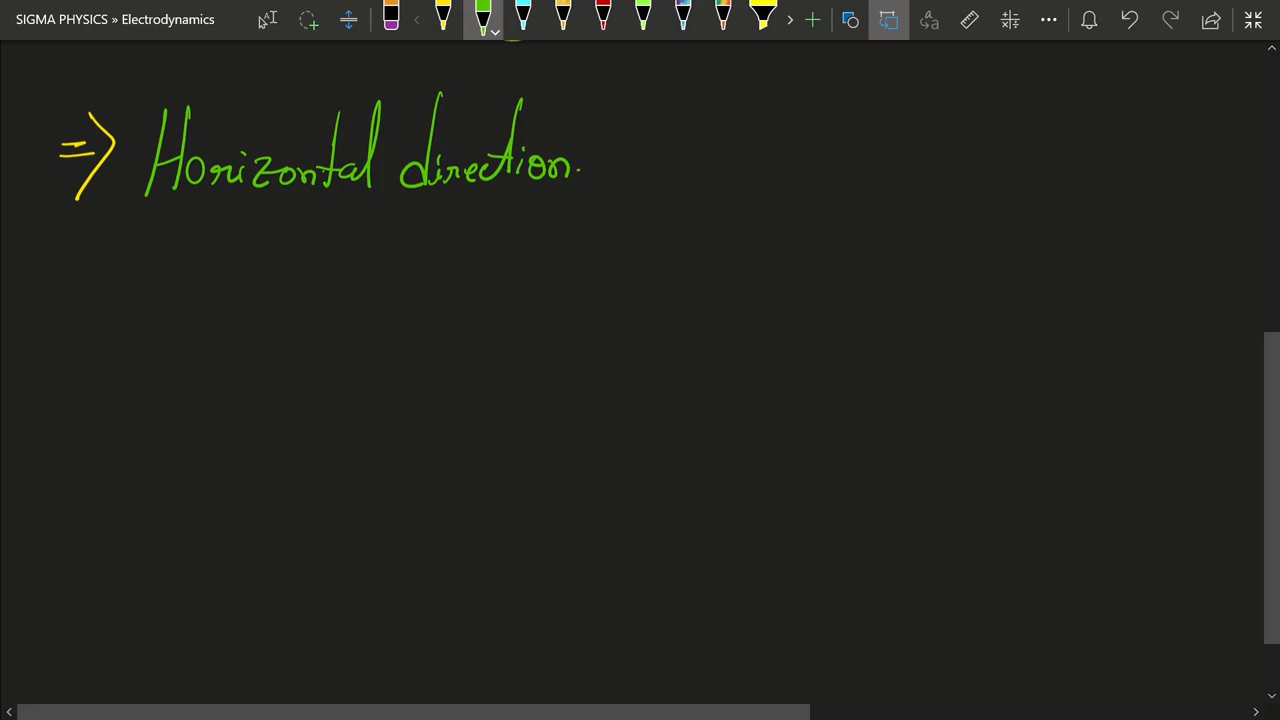 SIGMA PHYSICS » Electrodynamics
⇒ Horizontal direction.